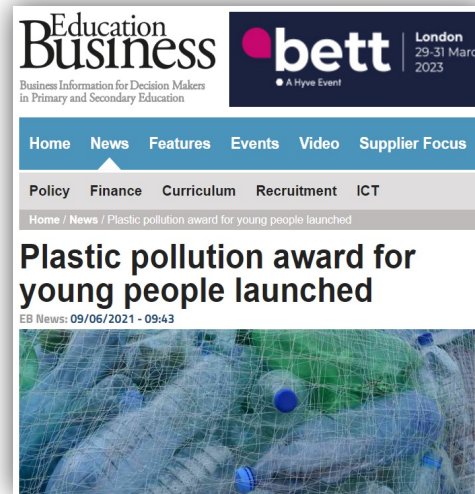 Education
Business
Business Information for Decision Makers
in Primary and Secondary Education
bett
A Hyve Event
London
29-31 Marc
2023
Home News Features Events Video Supplier Focus
Policy Finance Curriculum Recruitment ICT
Home / News / Plastic pollution award for young people launched
Plastic pollution award for
young people launched
EB News: 09/06/2021 - 09:43